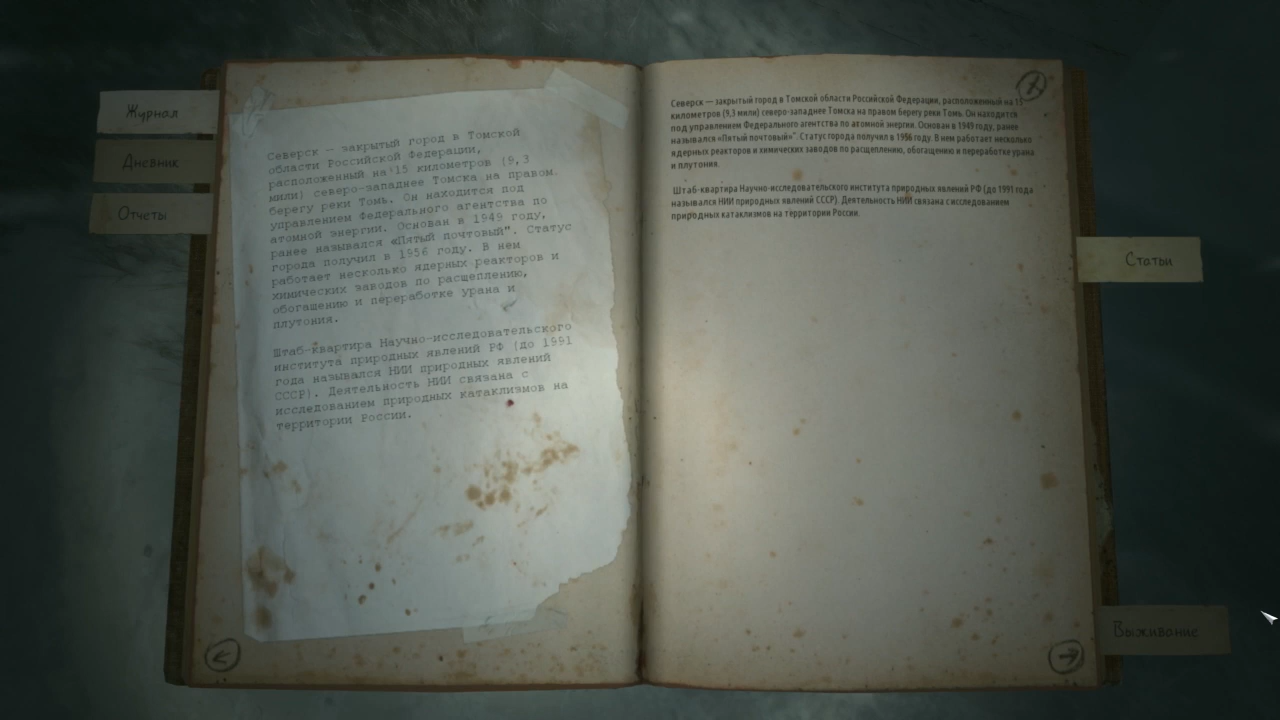 Журнал
Дневник
Отчеты
Северск — закрытый город в Томской
области Российской Федерации,
расположенный на 15 километров (9,3
мили) северо-западнее Томска на правом.
берегу реки Томь. Он находится под
управлением Федерального агентства по
атомной энергии. Основан в 1949 году,
ранее назывался «Пятый почтовый". Статус
города получил в 1956 году. В нем
работает несколько ядерных реакторов и
химических заводов по расщеплению,
обогащению и переработке урана и
плутония.
Штаб-квартира Научно-исследовательского
института природных явлений РФ (до 1991
года назывался НИИ природных явлений
СССР). Деятельность НИИ связана с
исследованием природных катаклизмов на
территории России.
Северск — закрытый город в Томской области Российской Федерации, расположенный на 15
километров (9,3 мили) северо-западнее Томска на правом берегу реки Томь. Он находится
под управлением Федерального агентства по атомной энергии. Основан в 1949 году, ранее
назывался «Пятый почтовый»". Статус города получил в 1956 году. В нем работает несколько
ядерных реакторов и химических заводов по расщеплению, обогащению и переработке урана
и плутония.
Штаб-квартира Научно-исследовательского института природных явлений РФ (до 1991 года
назывался НИИ природных явлений СССР). Деятельность НИИ связана с исследованием
природных катаклизмов на территории России.
Статьи
Выживание